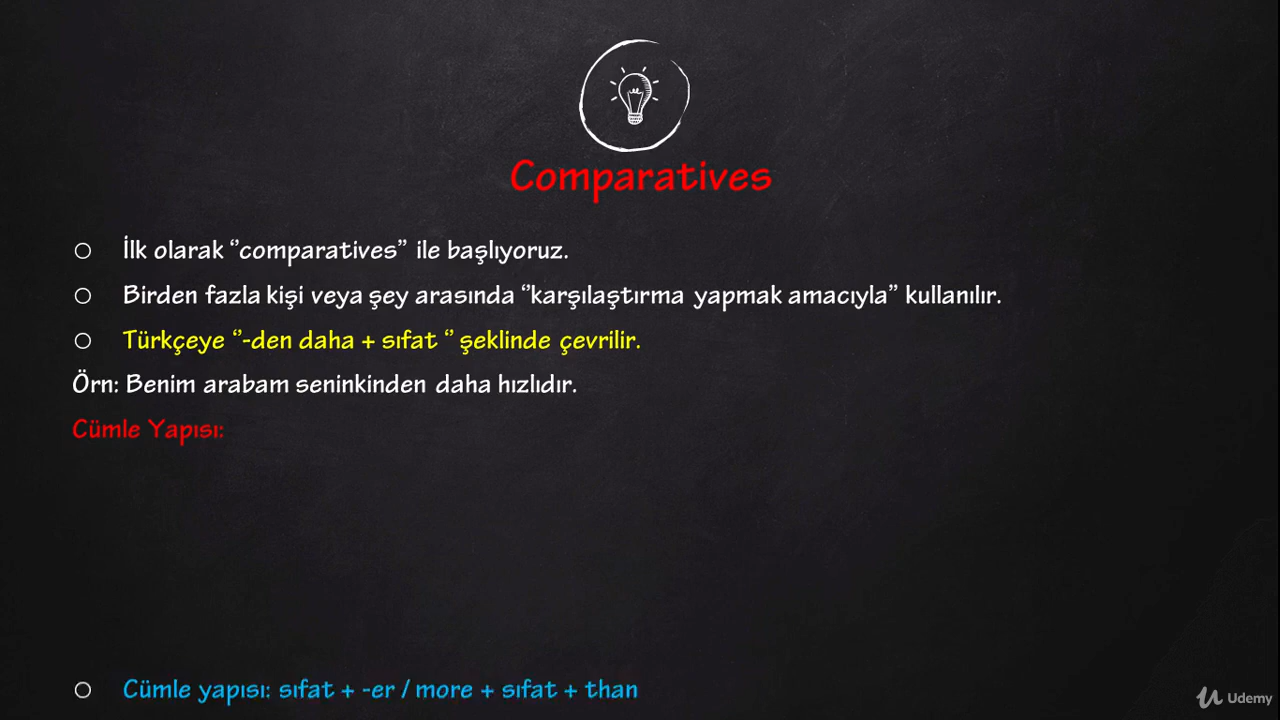 Comparatives
İlk olarak ‘’comparatives’’ ile başlıyoruz.
Birden fazla kişi veya şey arasında ‘’karşılaştırma yapmak amacıyla’’ kullanılır.
Türkçeye ‘’-den daha + sıfat ‘’ şeklinde çevrilir.
Örn: Benim arabam seninkinden daha hızlıdır.
Cümle Yapısı:
Cümle yapısı: sıfat + -er / more + sıfat + than
Udemy